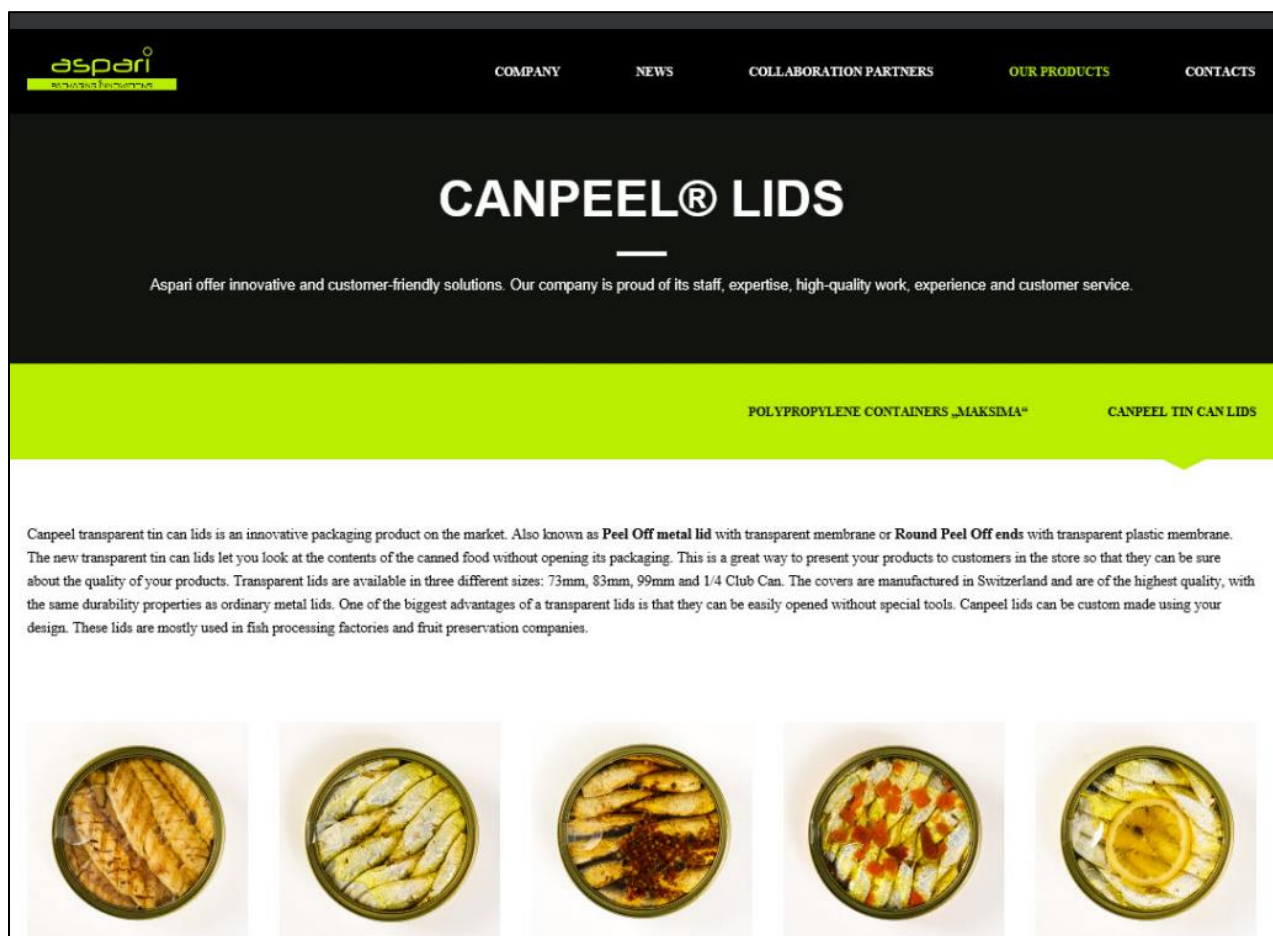 aspari
PACKAGING INNOVATIONS
COMPANY
NEWS
COLLABORATION PARTNERS
OUR PRODUCTS
CONTACTS
CANPEEL® LIDS
Aspari offer innovative and customer-friendly solutions. Our company is proud of its staff, expertise, high-quality work, experience and customer service.
POLYPROPYLENE CONTAINERS „MAKSIMA“
CANPEEL TIN CAN LIDS
Canpeel transparent tin can lids is an innovative packaging product on the market. Also known as Peel Off metal lid with transparent membrane or Round Peel Off ends with transparent plastic membrane.
The new transparent tin can lids let you look at the contents of the canned food without opening its packaging. This is a great way to present your products to customers in the store so that they can be sure
about the quality of your products. Transparent lids are available in three different sizes: 73mm, 83mm, 99mm and 1/4 Club Can. The covers are manufactured in Switzerland and are of the highest quality, with
the same durability properties as ordinary metal lids. One of the biggest advantages of a transparent lids is that they can be easily opened without special tools. Canpeel lids can be custom made using your
design. These lids are mostly used in fish processing factories and fruit preservation companies.